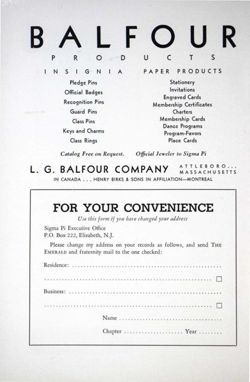 BALFOUR
PRODUCTS
INSIGNIA
Pledge Pins
Official Badges
Recognition Pins
Guard Pins
Class Pins
Keys and Charms
Class Rings
PAPER PRODUCTS
Stationery
Invitations
Engraved Cards
Membership Certificates
Charters
Membership Cards
Dance Programs
Program-Favors
Place Cards
Catalog Free on Request. Official Jeweler to Sigma Pi
L. G. BALFOUR COMPANY
ATTLEBORO...
MASSACHUSETTS
IN CANADA . . . HENRY BIRKS & SONS IN AFFILIATION—MONTREAL
FOR YOUR CONVENIENCE
Use this form if you have changed your address
Sigma Pi Executive Office
P.O. Box 222, Elizabeth, N.J.
Please change my address on your records as follows, and send THE
EMERALD and fraternity mail to the one checked:
Residence:
Business:
Name
Chapter Year